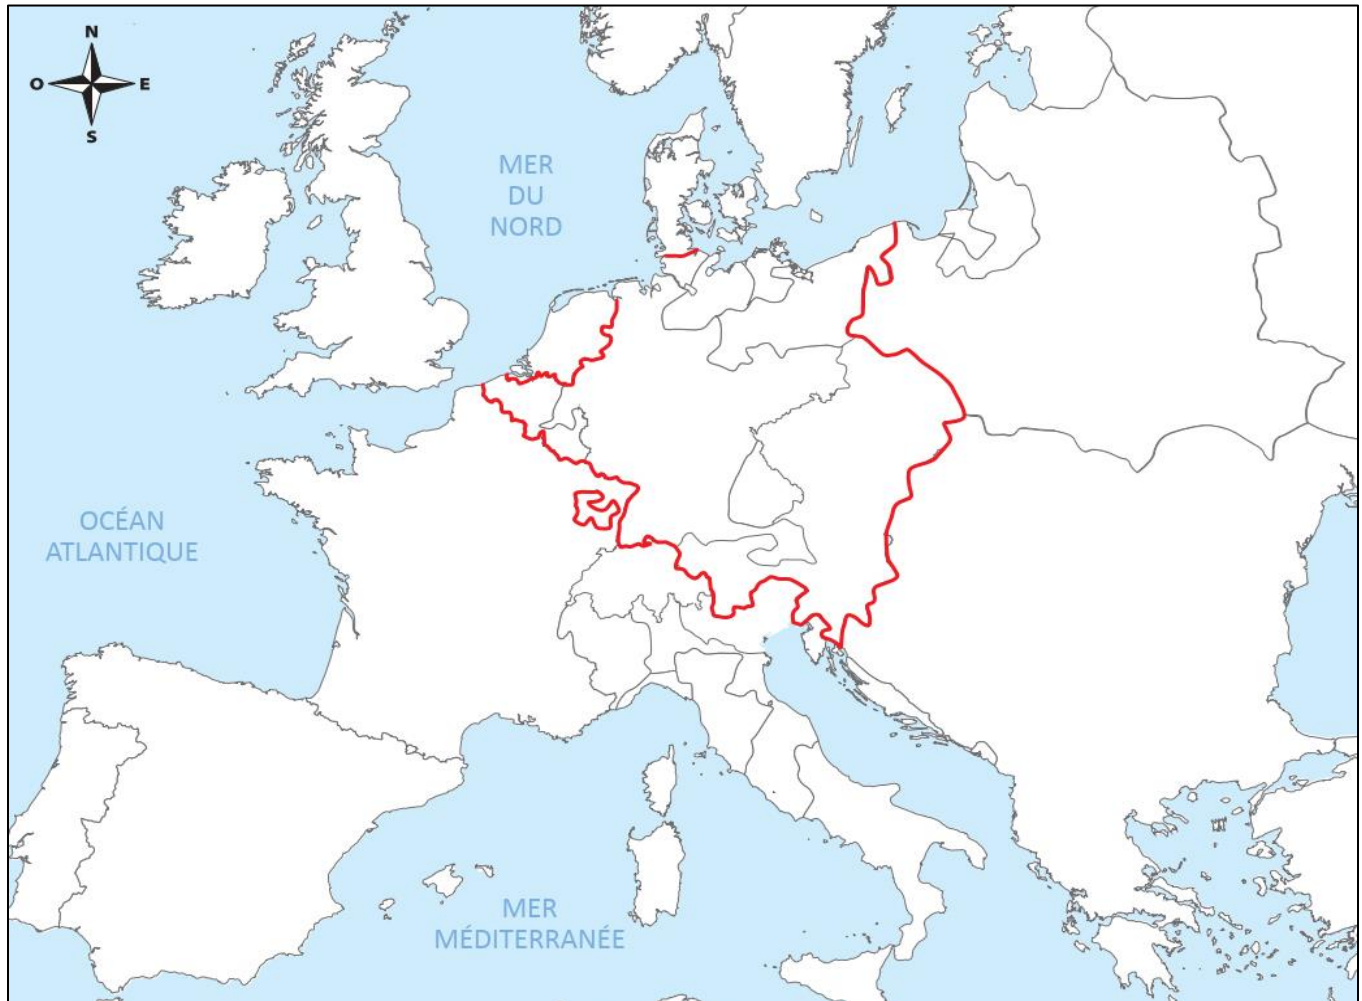 N
O E
S
MER
DU
NORD
OCÉAN
ATLANTIQUE
MER
MÉDITERRANÉE